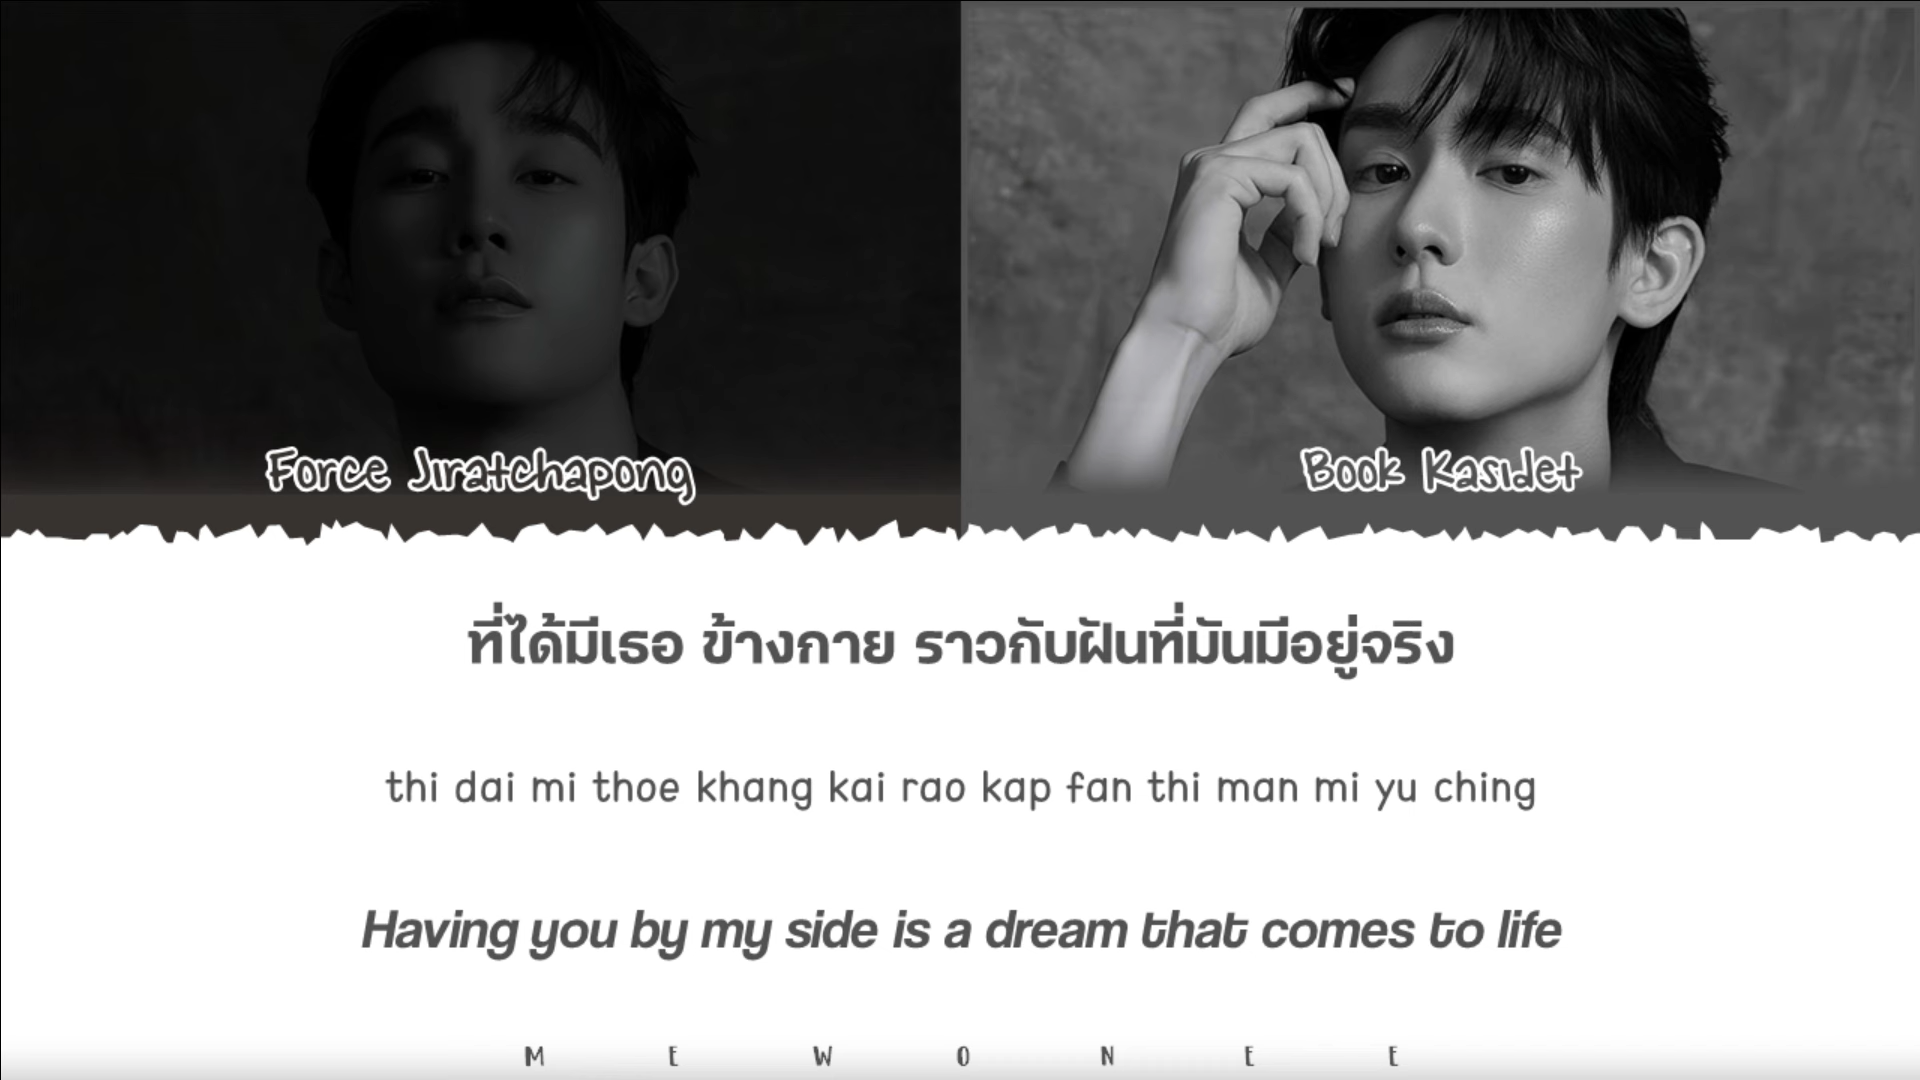 Force Jiratchapong
Book Kasidet
ที่ได้มีเธอ ข้างกาย ราวกับฝันที่มันมีอยู่จริง
thi dai mi thoe khang kai rao kap fan thi man mi yu ching
Having you by my side is a dream that comes to life
M E W O N E E